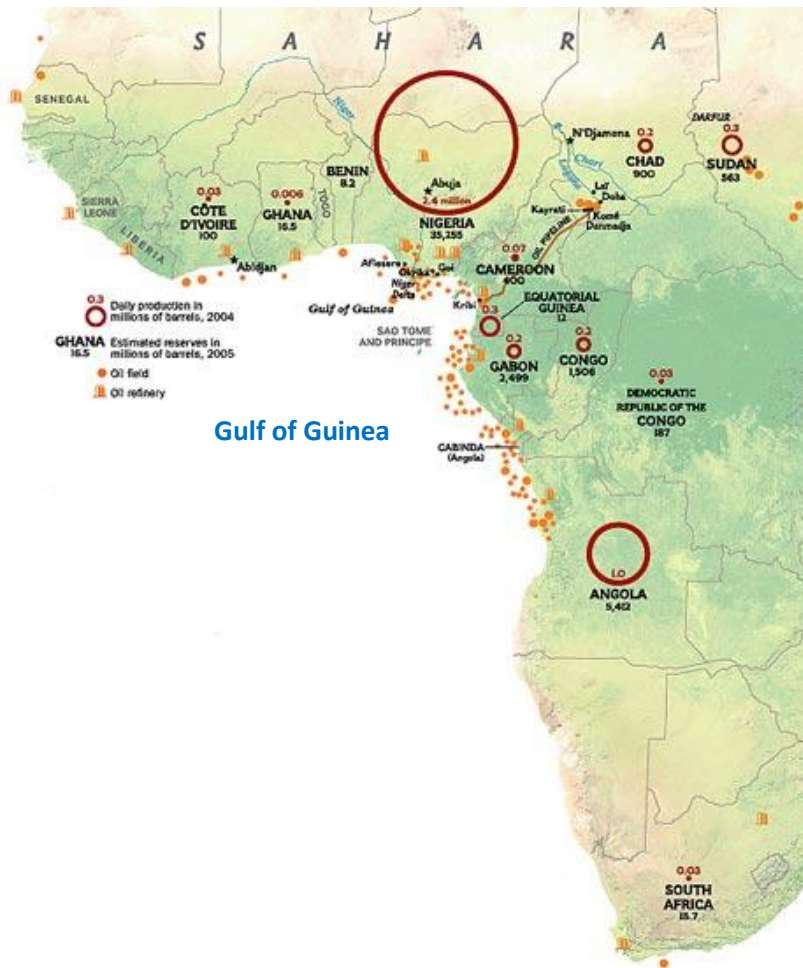 S A H A R A
SENEGAL
Niger
DARFUR
0.2
0.3
N'Djamena
CHAD
900
SUDAN
563
Chari
Logone
BENIN
8.2
Abuja
2.4 million
NIGERIA
35,255
Laï
Doba
Kayrati
Komé
Danmadja
OIL PIPELINE
0.03
CÔTE
D'IVOIRE
100
0.006
GHANA
16.5
TOGO
SIERRA
LEONE
LIBERIA
Abidjan
Afiesere
Okrika
Goi
Niger
Delta
0.07
CAMEROON
400
Kribi
Gulf of Guinea
0.3
EQUATORIAL
GUINEA
12
SAO TOME
AND PRINCIPE
0.2
GABON
2,499
0.2
CONGO
1,506
0.03
DEMOCRATIC
REPUBLIC OF THE
CONGO
187
0.3 Daily production in
millions of barrels, 2004
GHANA Estimated reserves in
16.5 millions of barrels, 2005
Oil field
Oil refinery
Gulf of Guinea
CABINDA
(Angola)
1.0
ANGOLA
5,412
0.03
SOUTH
AFRICA
15.7